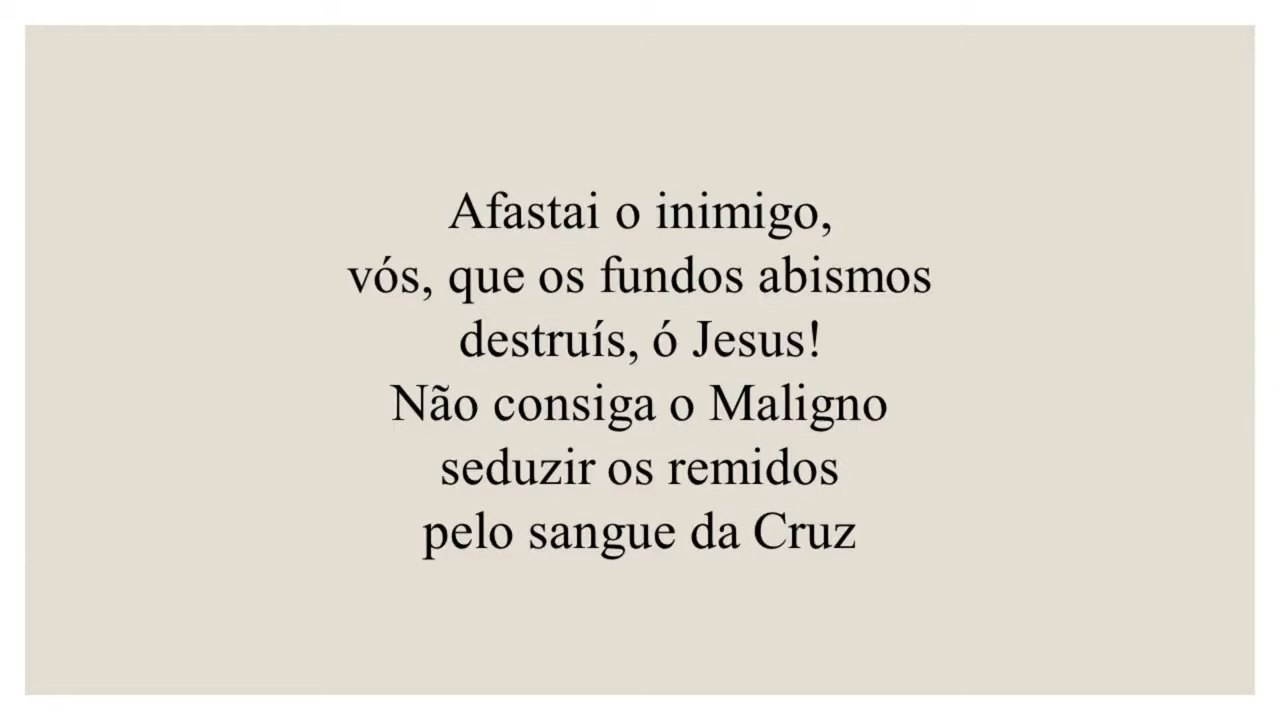 Afastai o inimigo,
vós, que os fundos abismos
destruís, ó Jesus!
Não consiga o Maligno
seduzir os remidos
pelo sangue da Cruz